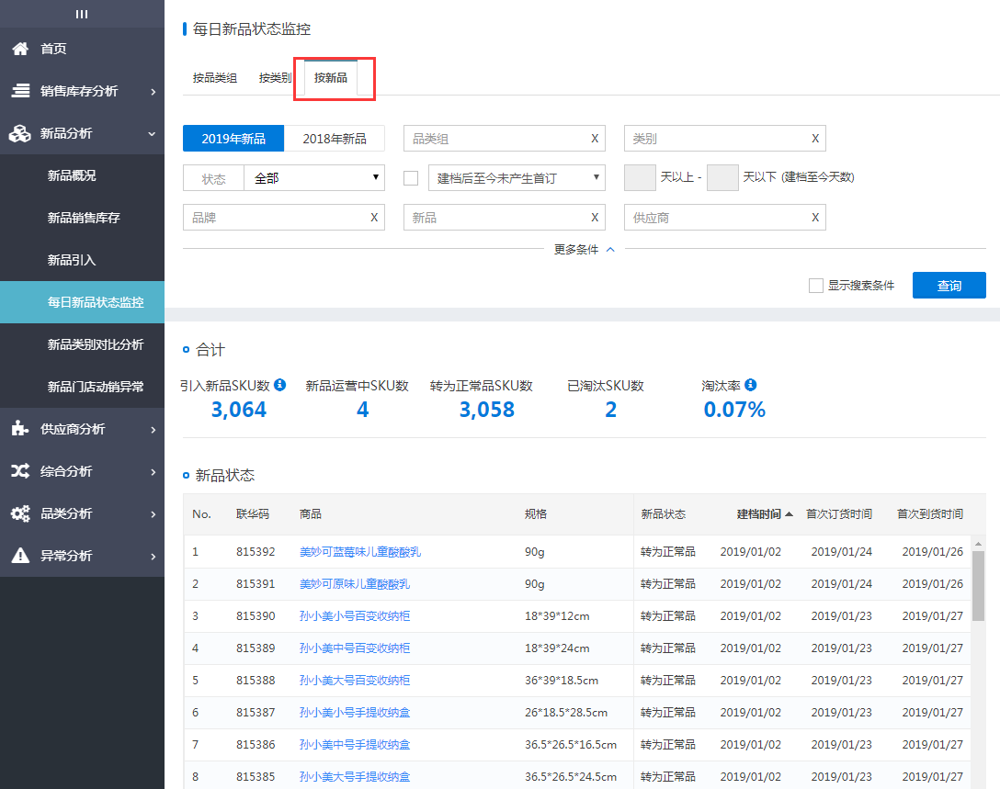 首页
销售库存分析
新品分析
新品概况
新品销售库存
新品引入
每日新品状态监控
新品类别对比分析
新品门店动销异常
供应商分析
综合分析
品类分析
异常分析
每日新品状态监控
按品类组 按类别 按新品
2019年新品 2018年新品 品类组 X 类别 X
状态 全部 建档后至今未产生首订 天以上 - 天以下 (建档至今天数)
品牌 X 新品 X 供应商 X
更多条件
显示搜索条件 查询
合计
引入新品SKU数 新品运营中SKU数 转为正常品SKU数 已淘汰SKU数 淘汰率
3,064 4 3,058 2 0.07%
新品状态
No. 联华码 商品 规格 新品状态 建档时间 首次订货时间 首次到货时间
1 815392 美妙可蓝莓味儿童酸酸乳 90g 转为正常品 2019/01/02 2019/01/24 2019/01/26
2 815391 美妙可原味儿童酸酸乳 90g 转为正常品 2019/01/02 2019/01/24 2019/01/26
3 815390 孙小美小号百变收纳柜 18*39*12cm 转为正常品 2019/01/02 2019/01/23 2019/01/27
4 815389 孙小美中号百变收纳柜 18*39*24cm 转为正常品 2019/01/02 2019/01/23 2019/01/27
5 815388 孙小美大号百变收纳柜 36*39*18.5cm 转为正常品 2019/01/02 2019/01/23 2019/01/27
6 815387 孙小美小号手提收纳盒 26*18.5*28.5cm 转为正常品 2019/01/02 2019/01/23 2019/01/27
7 815386 孙小美中号手提收纳盒 36.5*26.5*16.5cm 转为正常品 2019/01/02 2019/01/23 2019/01/27
8 815385 孙小美大号手提收纳盒 36.5*26.5*24.5cm 转为正常品 2019/01/02 2019/01/23 2019/01/27